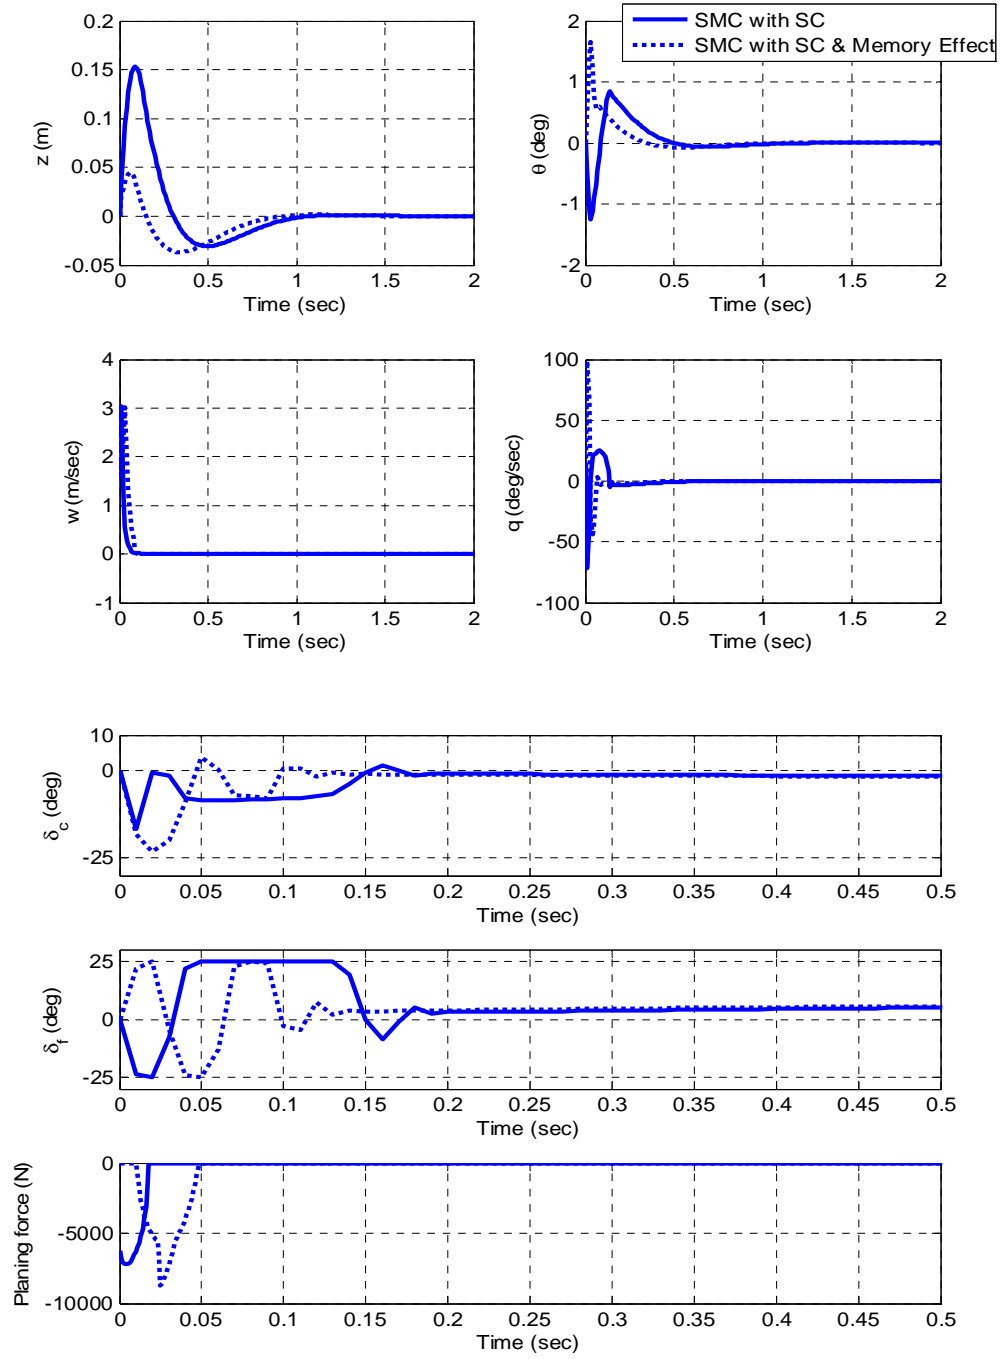 SMC with SC
SMC with SC & Memory Effect
0.2
0.15
0.1
0.05
0
-0.05
z (m)
0 0.5 1 1.5 2
Time (sec)
2
1
0
-1
-2
θ (deg)
0 0.5 1 1.5 2
Time (sec)
4
3
2
1
0
-1
w (m/sec)
0 0.5 1 1.5 2
Time (sec)
100
50
0
-50
-100
q (deg/sec)
0 0.5 1 1.5 2
Time (sec)
10
0
-25
δc (deg)
0 0.05 0.1 0.15 0.2 0.25 0.3 0.35 0.4 0.45 0.5
Time (sec)
25
0
-25
δf (deg)
0 0.05 0.1 0.15 0.2 0.25 0.3 0.35 0.4 0.45 0.5
Time (sec)
0
-5000
-10000
Planing force (N)
0 0.05 0.1 0.15 0.2 0.25 0.3 0.35 0.4 0.45 0.5
Time (sec)